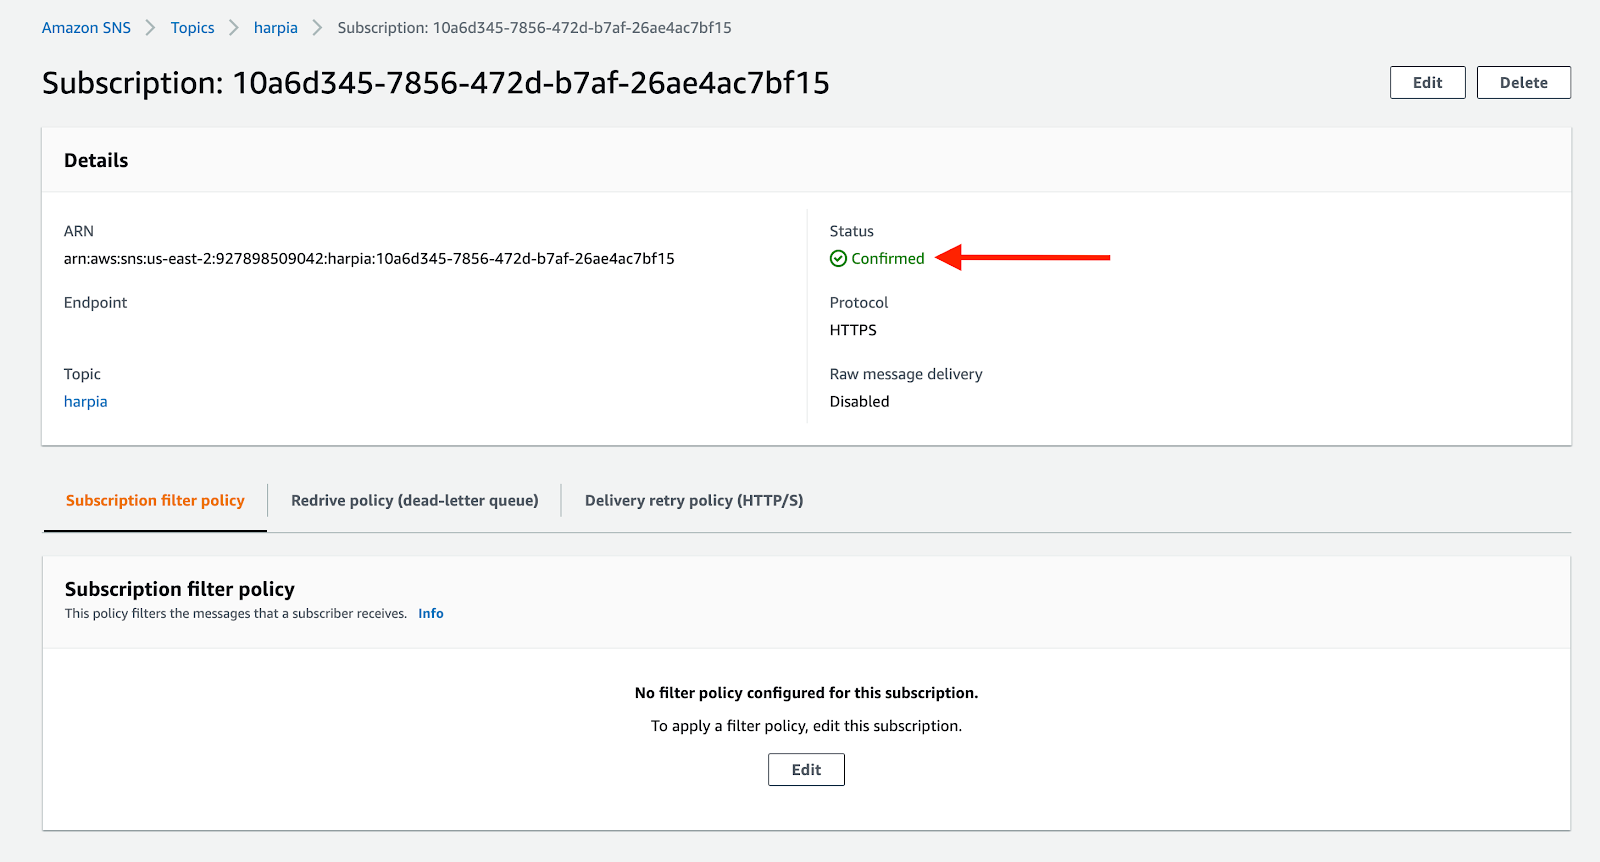 Amazon SNS > Topics > harpia > Subscription: 10a6d345-7856-472d-b7af-26ae4ac7bf15
Subscription: 10a6d345-7856-472d-b7af-26ae4ac7bf15
Edit
Delete
Details
ARN
arn:aws:sns:us-east-2:927898509042:harpia:10a6d345-7856-472d-b7af-26ae4ac7bf15
Endpoint
Topic
harpia
Status
Confirmed
Protocol
HTTPS
Raw message delivery
Disabled
Subscription filter policy
Redrive policy (dead-letter queue)
Delivery retry policy (HTTP/S)
Subscription filter policy
This policy filters the messages that a subscriber receives. Info
No filter policy configured for this subscription.
To apply a filter policy, edit this subscription.
Edit